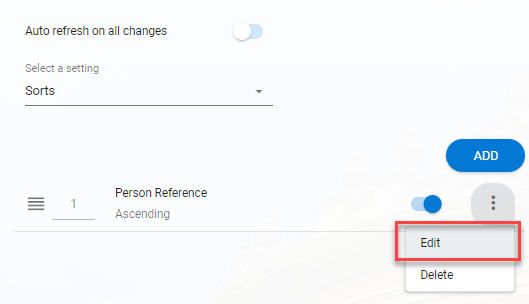 Auto refresh on all changes
Select a setting
Sorts
ADD
1 Person Reference
Ascending
Edit
Delete